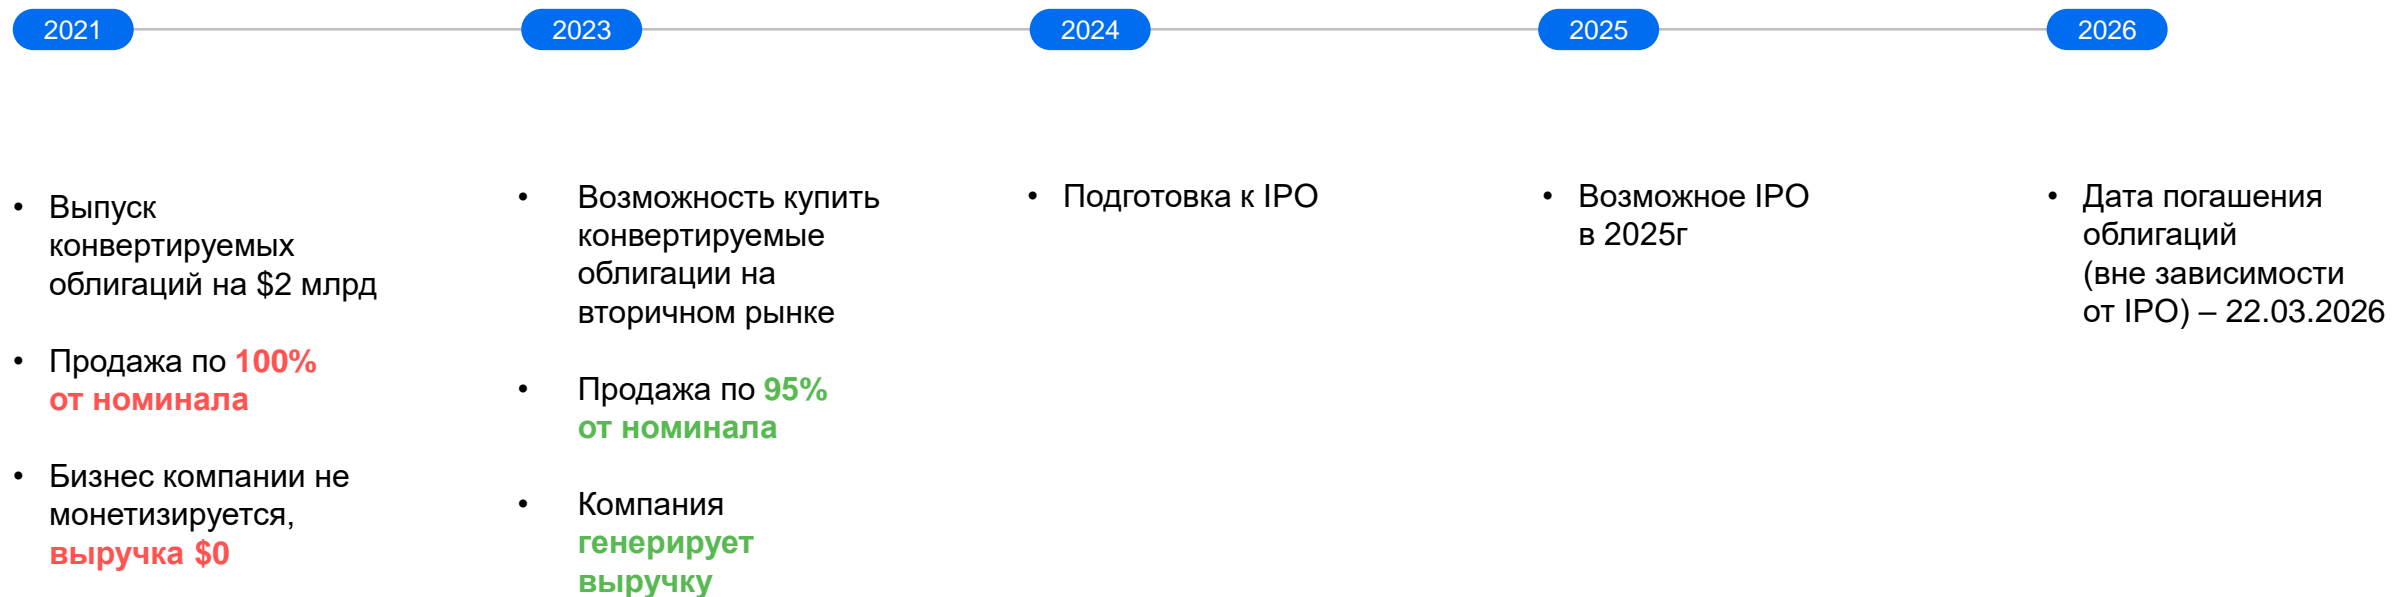 2021
2023
2024
2025
2026
• Выпуск
конвертируемых
облигаций на $2 млрд
• Продажа по 100%
от номинала
• Бизнес компании не
монетизируется,
выручка $0
• Возможность купить
конвертируемые
облигации на
вторичном рынке
• Продажа по 95%
от номинала
• Компания
генерирует
выручку
• Подготовка к IPO
• Возможное IPO
в 2025г
• Дата погашения
облигаций
(вне зависимости
от IPO) – 22.03.2026